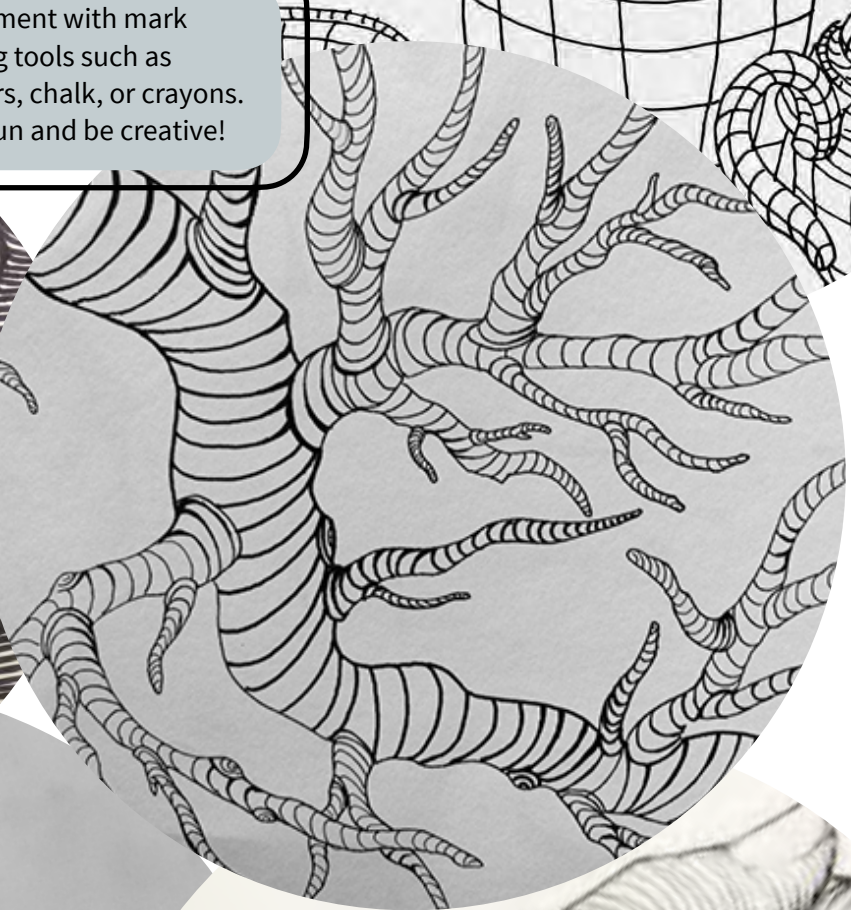 ment with mark
g tools such as
rs, chalk, or crayons.
un and be creative!